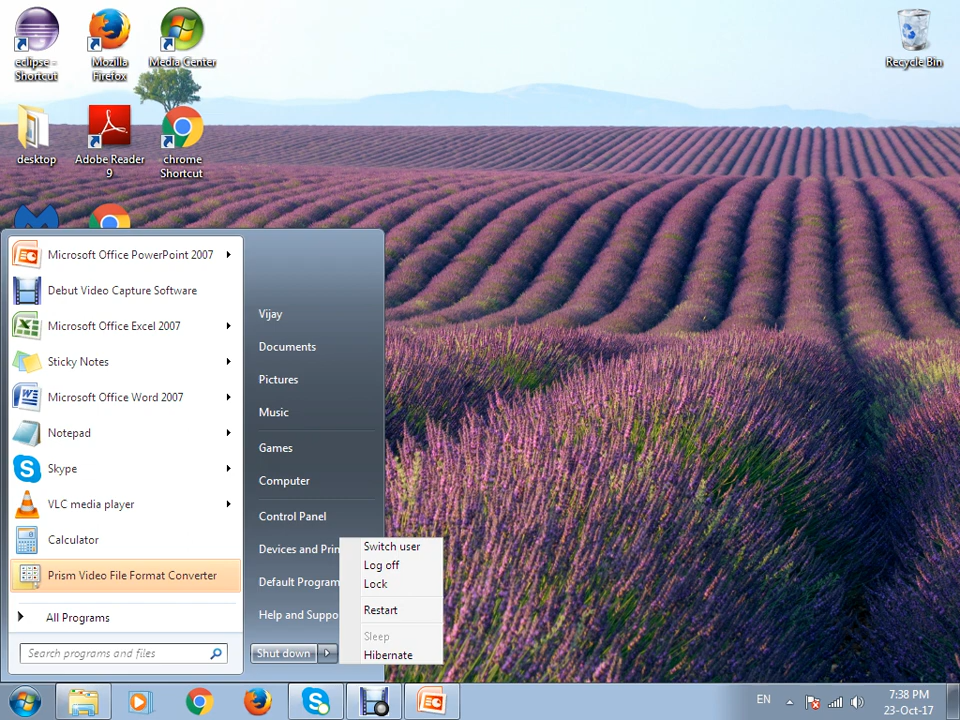 eclipse -
Shortcut
Mozilla
Firefox
Media Center
Recycle Bin
desktop
Adobe Reader
9
chrome
Shortcut
Microsoft Office PowerPoint 2007
Debut Video Capture Software
Microsoft Office Excel 2007
Sticky Notes
Microsoft Office Word 2007
Notepad
Skype
VLC media player
Calculator
Prism Video File Format Converter
All Programs
Search programs and files
Vijay
Documents
Pictures
Music
Games
Computer
Control Panel
Devices and Prin
Default Program
Help and Suppo
Shut down
Switch user
Log off
Lock
Restart
Sleep
Hibernate
EN
7:38 PM
23-Oct-17